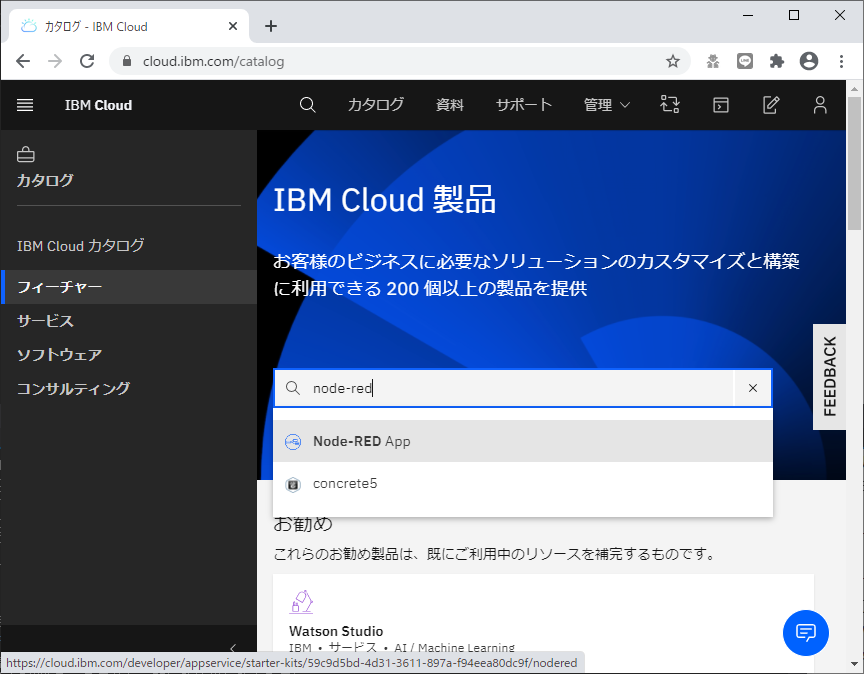 カタログ - IBM Cloud
cloud.ibm.com/catalog
IBM Cloud
カタログ
資料
サポート
管理
カタログ
IBM Cloud カタログ
フィーチャー
サービス
ソフトウェア
コンサルティング
IBM Cloud 製品
お客様のビジネスに必要なソリューションのカスタマイズと構築
に利用できる 200 個以上の製品を提供
node-red
Node-RED App
concrete5
FEEDBACK
お勧め
これらのお勧め製品は、既にご利用中のリソースを補完するものです。
Watson Studio
IBM • サービス • AI / Machine Learning
https://cloud.ibm.com/developer/appservice/starter-kits/59c9d5bd-4d31-3611-897a-f94eea80dc9f/nodered